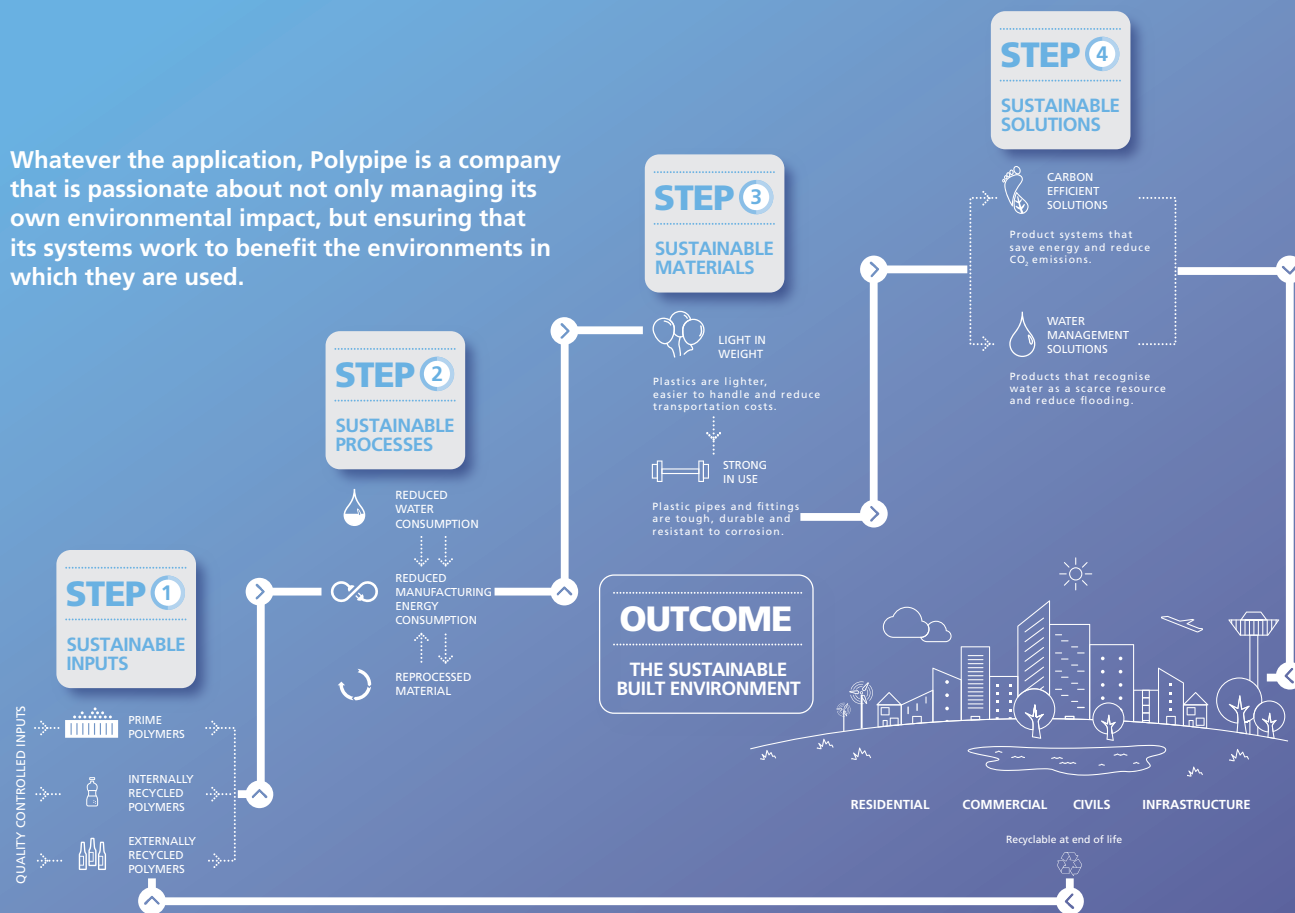 Whatever the application, Polypipe is a company
that is passionate about not only managing its
own environmental impact, but ensuring that
its systems work to benefit the environments in
which they are used.
STEP 1
SUSTAINABLE
INPUTS
QUALITY CONTROLLED INPUTS
PRIME
POLYMERS
INTERNALLY
RECYCLED
POLYMERS
EXTERNALLY
RECYCLED
POLYMERS
STEP 2
SUSTAINABLE
PROCESSES
REDUCED
WATER
CONSUMPTION
REDUCED
MANUFACTURING
ENERGY
CONSUMPTION
REPROCESSED
MATERIAL
STEP 3
SUSTAINABLE
MATERIALS
LIGHT IN
WEIGHT
Plastics are lighter,
easier to handle and reduce
transportation costs.
STRONG
IN USE
Plastic pipes and fittings
are tough, durable and
resistant to corrosion.
STEP 4
SUSTAINABLE
SOLUTIONS
CARBON
EFFICIENT
SOLUTIONS
Product systems that
save energy and reduce
CO₂ emissions.
WATER
MANAGEMENT
SOLUTIONS
Products that recognise
water as a scarce resource
and reduce flooding.
OUTCOME
THE SUSTAINABLE
BUILT ENVIRONMENT
RESIDENTIAL COMMERCIAL CIVILS INFRASTRUCTURE
Recyclable at end of life